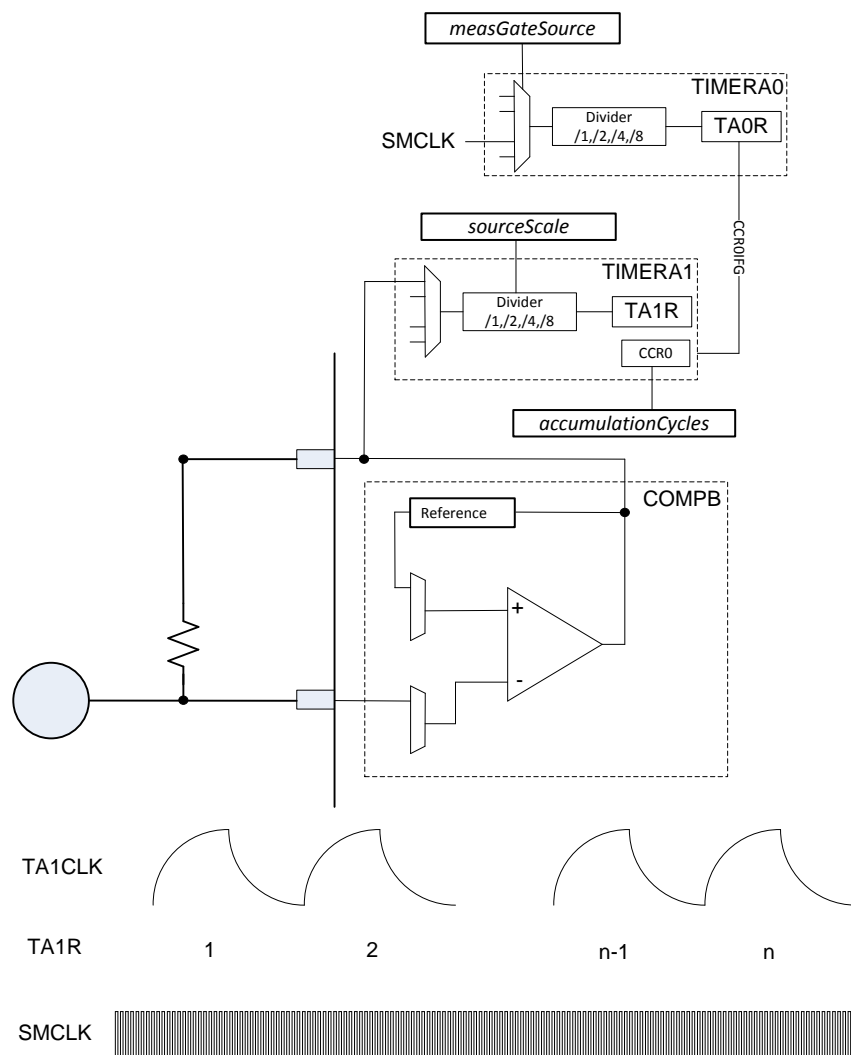 measGateSource
TIMERA0
Divider
/1,/2,/4,/8
TA0R
SMCLK
CCR0IFG
sourceScale
TIMERA1
Divider
/1,/2,/4,/8
TA1R
CCR0
accumulationCycles
COMPB
Reference
+
-
TA1CLK
TA1R 1 2 n-1 n
SMCLK